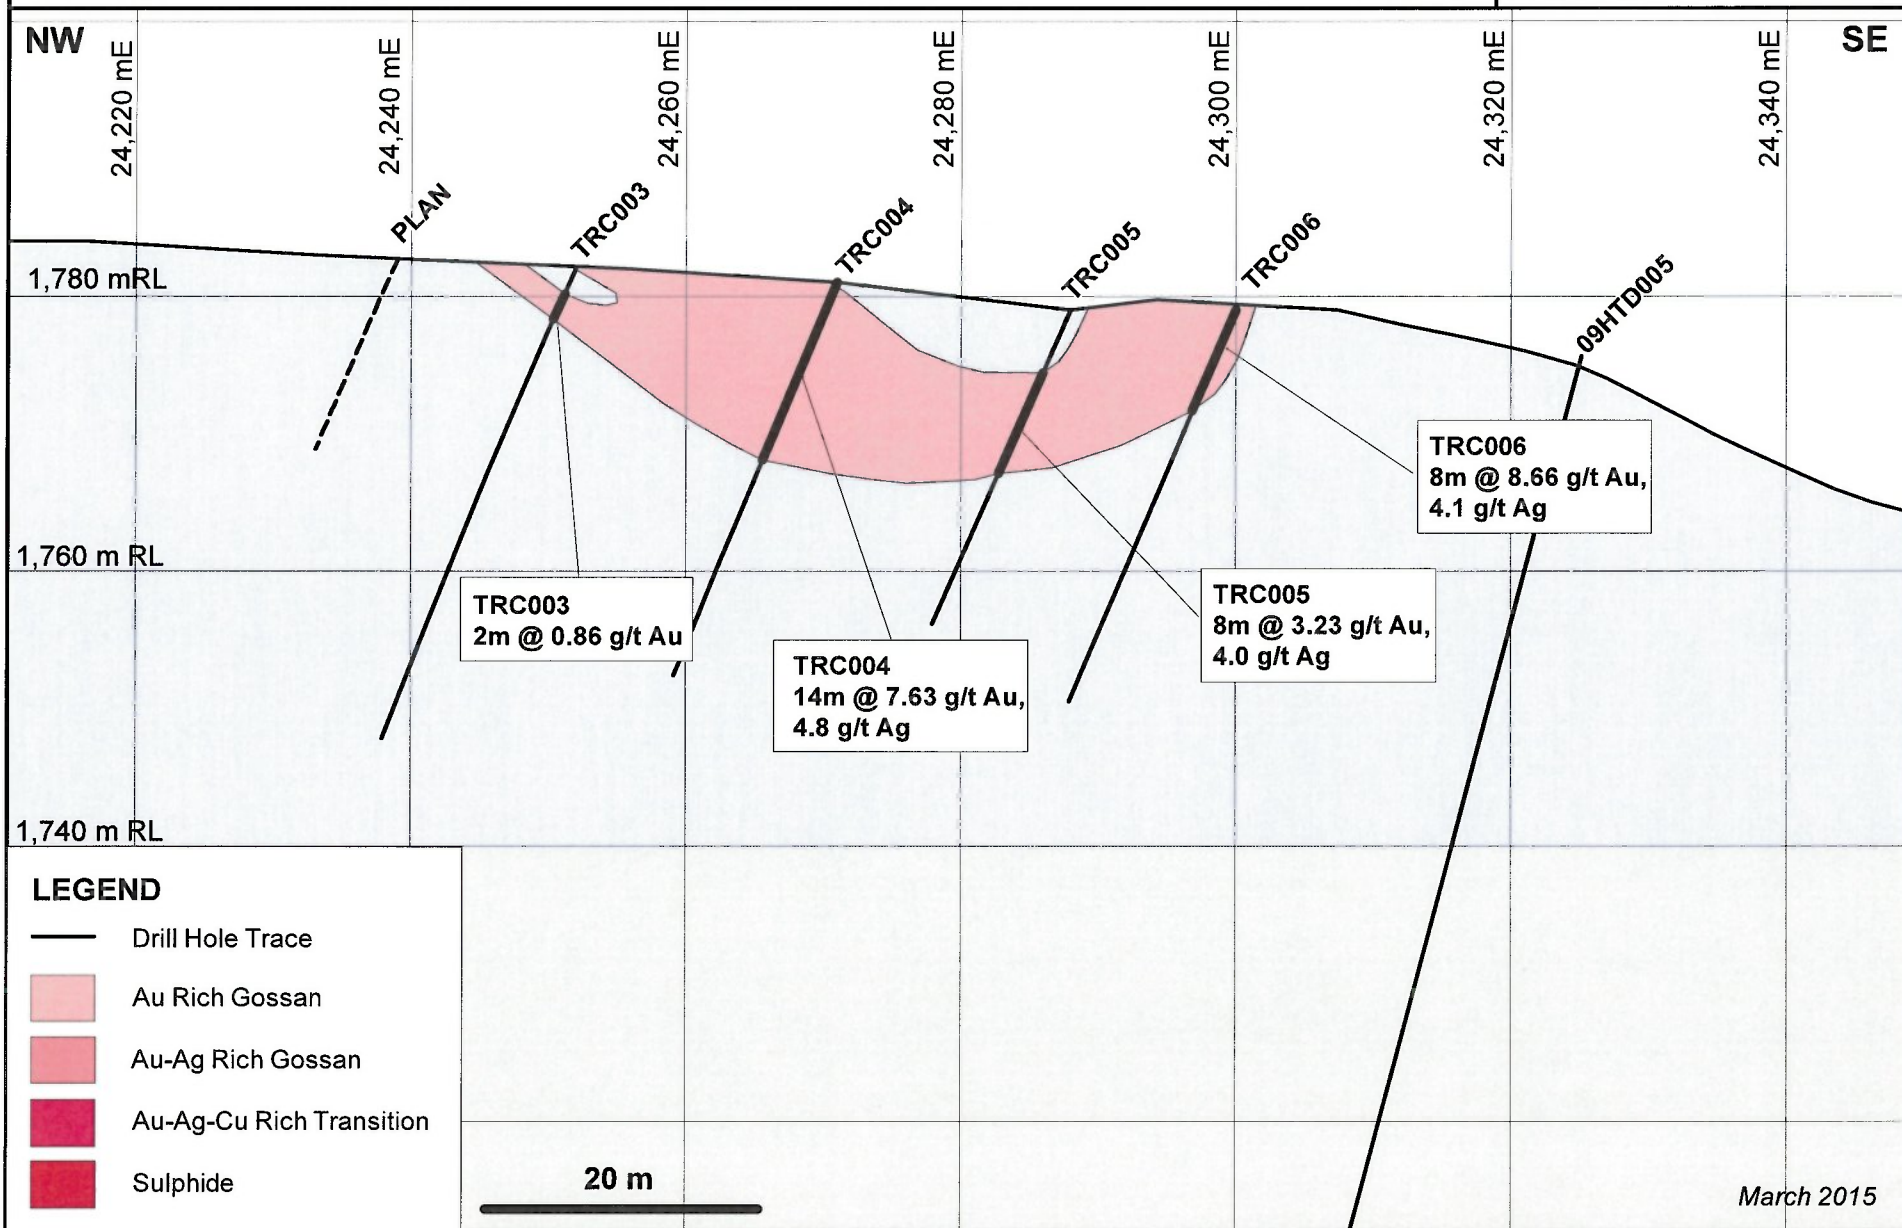 NW
SE
24,220 mE
24,240 mE
24,260 mE
24,280 mE
24,300 mE
24,320 mE
24,340 mE
PLAN
TRC003
TRC004
TRC005
TRC006
09HTD005
1,780 mRL
1,760 m RL
1,740 m RL
TRC006
8m @ 8.66 g/t Au,
4.1 g/t Ag
TRC003
2m @ 0.86 g/t Au
TRC005
8m @ 3.23 g/t Au,
4.0 g/t Ag
TRC004
14m @ 7.63 g/t Au,
4.8 g/t Ag
LEGEND
Drill Hole Trace
Au Rich Gossan
Au-Ag Rich Gossan
Au-Ag-Cu Rich Transition
Sulphide
20 m
March 2015